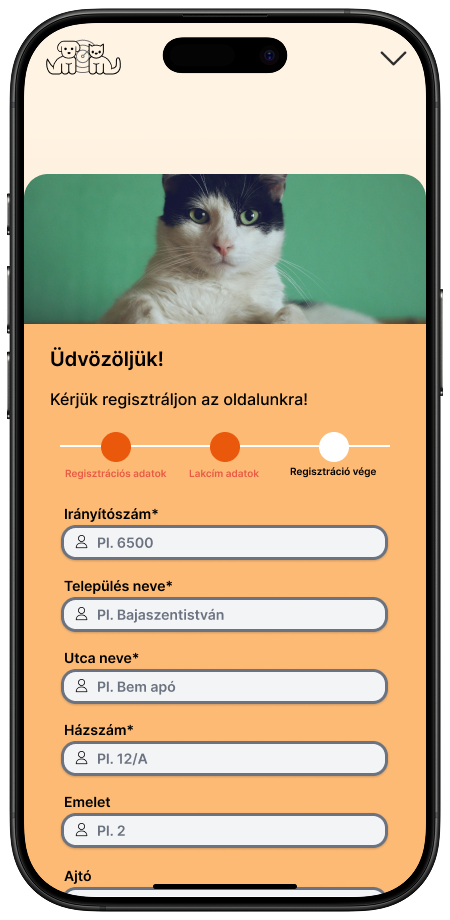 Üdvözöljük!
Kérjük regisztráljon az oldalunkra!
Regisztrációs adatok Lakcím adatok Regisztráció vége
Irányítószám*
Pl. 6500
Település neve*
Pl. Bajaszentistván
Utca neve*
Pl. Bem apó
Házszám*
Pl. 12/A
Emelet
Pl. 2
Ajtó